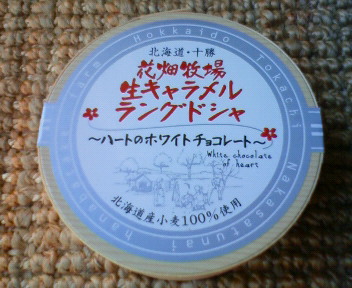 Hokkaido Tokachi Nakasatsunai
北海道・十勝
花畑牧場
生キャラメル
ラングドシャ
〜ハートのホワイトチョコレート〜
White chocolate
of heart
北海道産小麦100%使用